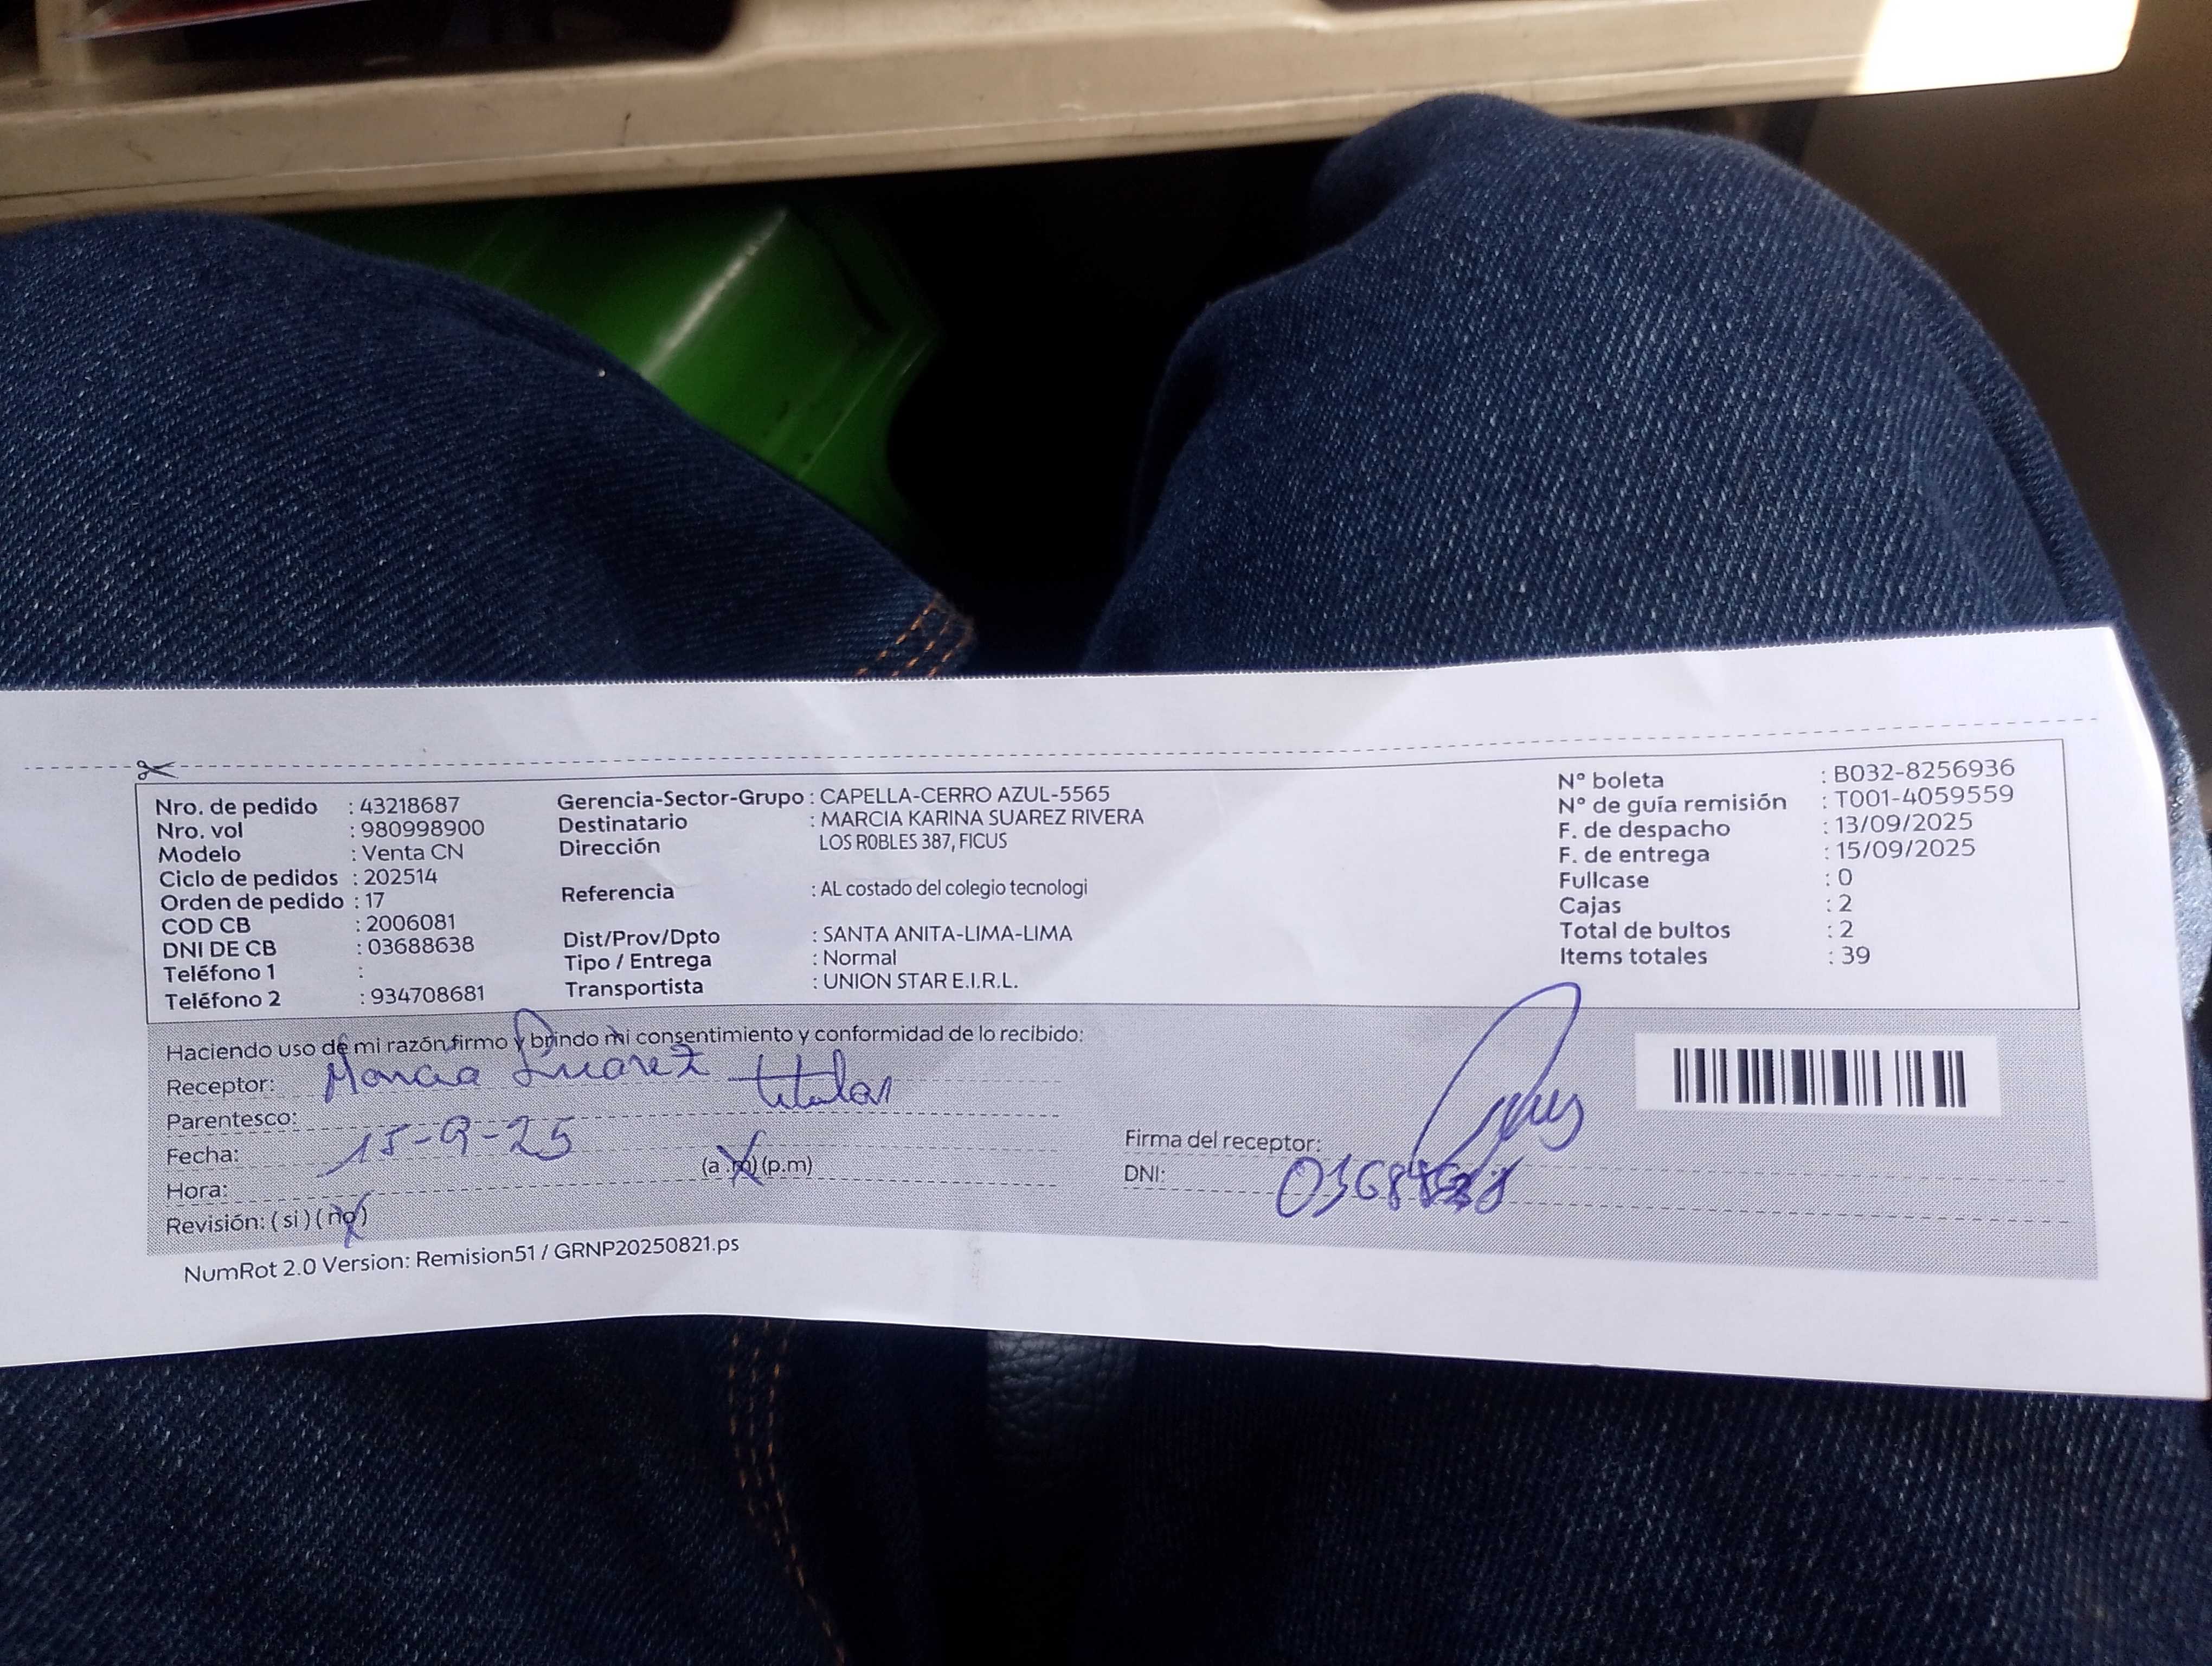 Nro. de pedido : 43218687
Nro. vol : 980998900
Modelo : Venta CN
Ciclo de pedidos : 202514
Orden de pedido : 17
COD CB : 2006081
DNI DE CB : 03688638
Teléfono 1 :
Teléfono 2 : 934708681
Gerencia-Sector-Grupo : CAPELLA-CERRO AZUL-5565
Destinatario : MARCIA KARINA SUAREZ RIVERA
Dirección LOS ROBLES 387, FICUS
Referencia : AL costado del colegio tecnologi
Dist/Prov/Dpto : SANTA ANITA-LIMA-LIMA
Tipo / Entrega : Normal
Transportista : UNION STAR E.I.R.L.
N° boleta : B032-8256936
N° de guía remisión : T001-4059559
F. de despacho : 13/09/2025
F. de entrega : 15/09/2025
Fullcase : 0
Cajas : 2
Total de bultos : 2
Items totales : 39
Haciendo uso de mi razón firmo y brindo mi consentimiento y conformidad de lo recibido:
Receptor: Marcia Suarez titular
Parentesco:
Fecha: 15-9-25
Hora: (a.m) (p.m)
Revisión: (si) (no)
Firma del receptor:
DNI:
NumRot 2.0 Version: Remision51 / GRNP20250821.ps